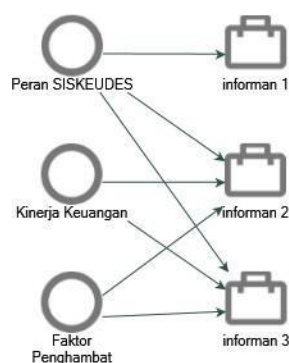 Peran SISKEUDES
informan 1
Kinerja Keuangan
informan 2
Faktor
Penghambat
informan 3